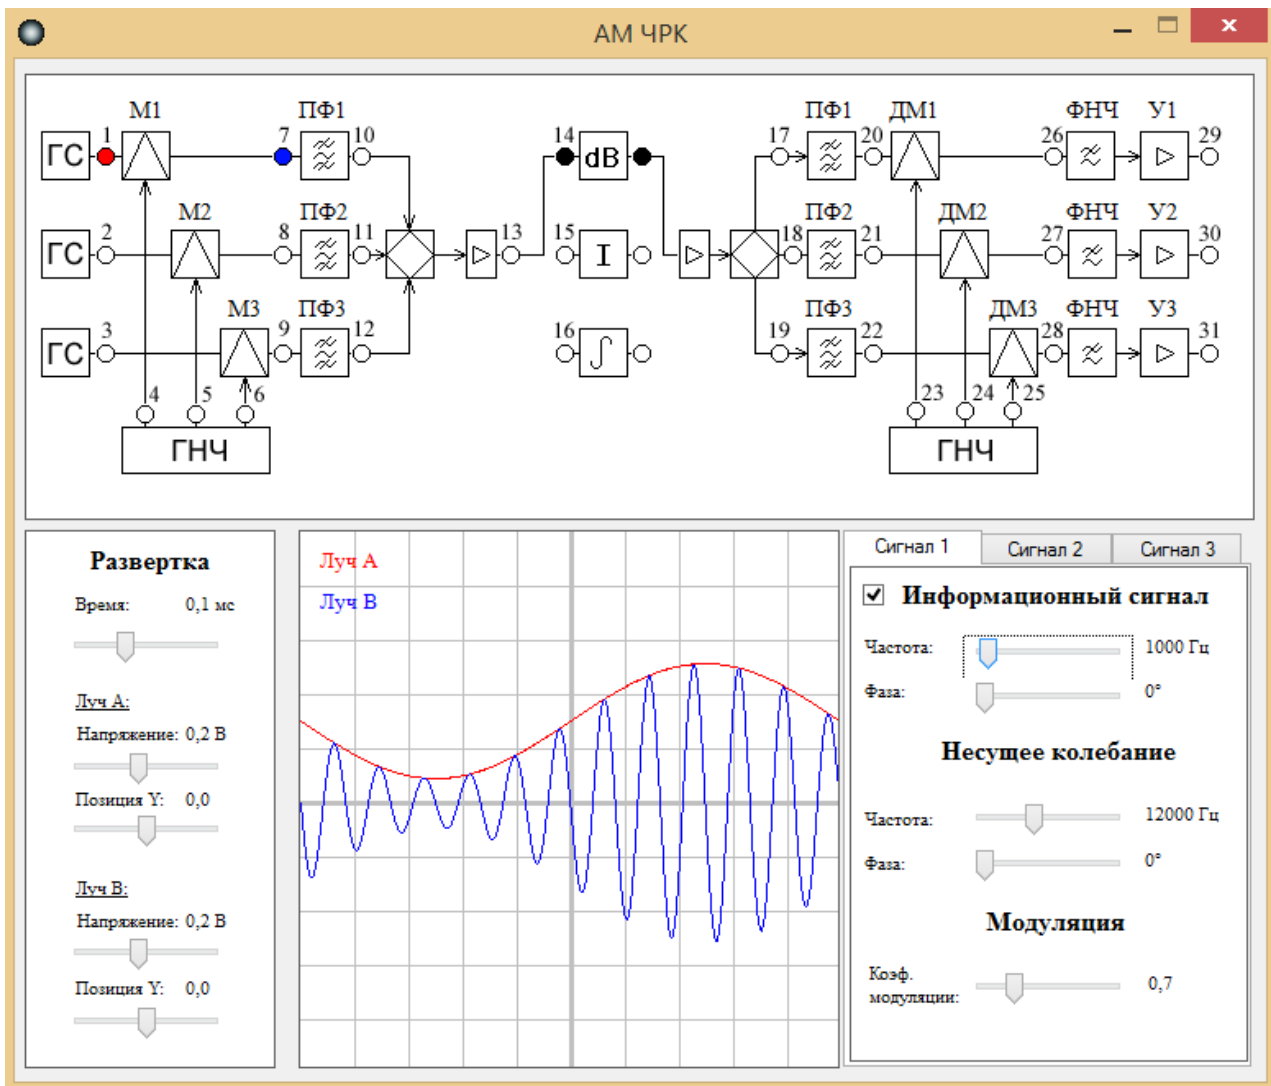 АМ ЧРК
М1 ПФ1 ПФ1 ДМ1 ФНЧ У1
ГС 1 7 10 14 dB 17 20 26 29
М2 ПФ2 ПФ2 ДМ2 ФНЧ У2
ГС 2 8 11 13 15 I 18 21 27 30
М3 ПФ3 ПФ3 ДМ3 ФНЧ У3
ГС 3 9 12 16 ∫ 19 22 28 31
4 5 6 23 24 25
ГНЧ ГНЧ
Развертка
Время: 0,1 мс
Луч А:
Напряжение: 0,2 В
Позиция Y: 0,0
Луч В:
Напряжение: 0,2 В
Позиция Y: 0,0
Луч А
Луч В
Сигнал 1 Сигнал 2 Сигнал 3
Информационный сигнал
Частота: 1000 Гц
Фаза: 0°
Несущее колебание
Частота: 12000 Гц
Фаза: 0°
Модуляция
Коэф.
модуляции: 0,7